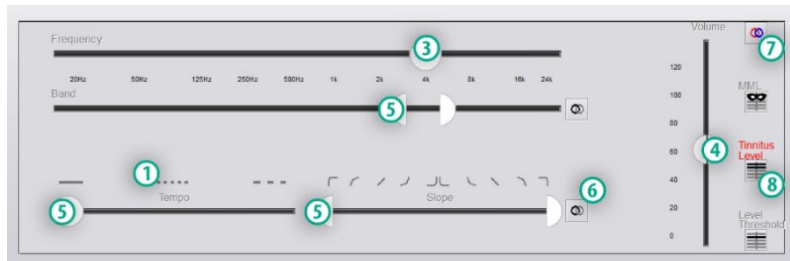 Frequency
3
20Hz 50Hz 125Hz 250Hz 500Hz 1k 2k 4k 8k 16k 24k
Band
5
1
Tempo
5
5
Slope
6
Volume
120
100
80
60
40
20
0
4
7
MML
Tinnitus
Level
8
Level
Threshold